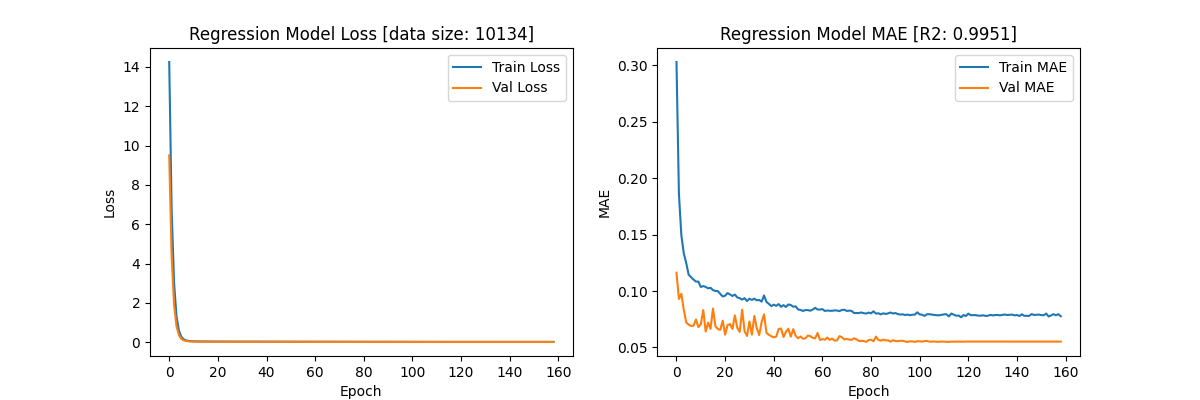 Regression Model Loss [data size: 10134]
14
12
10
8
6
4
2
0
Loss
0 20 40 60 80 100 120 140 160
Epoch
Train Loss
Val Loss
Regression Model MAE [R2: 0.9951]
0.30
0.25
0.20
0.15
0.10
0.05
MAE
0 20 40 60 80 100 120 140 160
Epoch
Train MAE
Val MAE